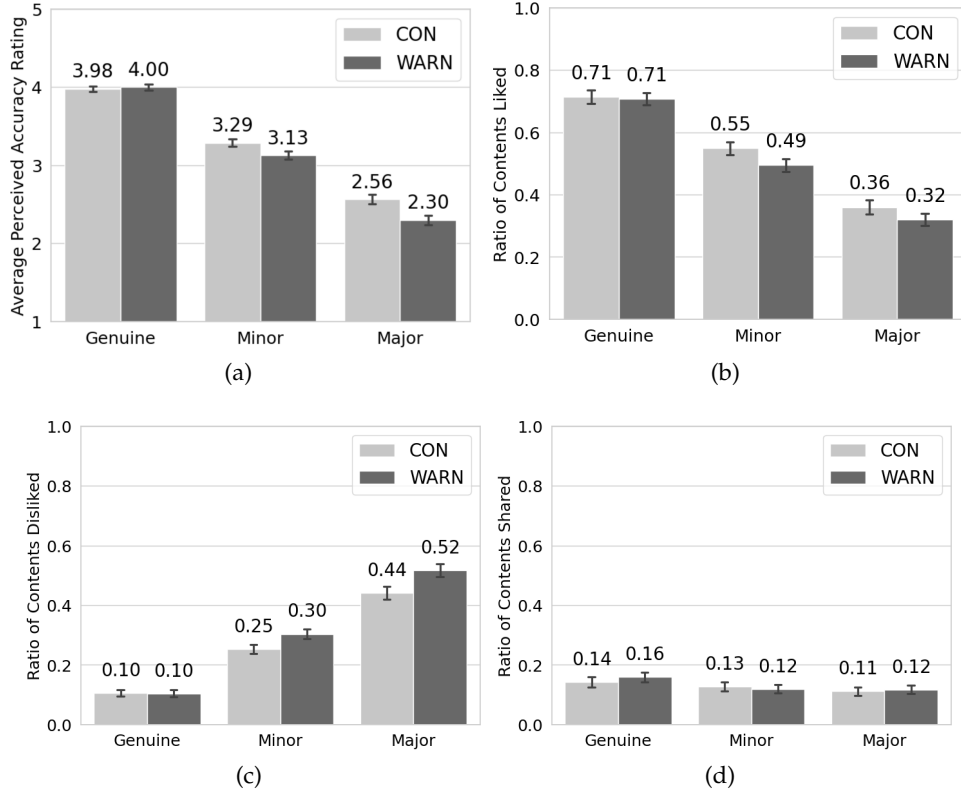 Average Perceived Accuracy Rating
5
4
3
2
1
CON
WARN
3.98 4.00
3.29 3.13
2.56 2.30
Genuine Minor Major
(a)
Ratio of Contents Liked
1.0
0.8
0.6
0.4
0.2
0.0
CON
WARN
0.71 0.71
0.55 0.49
0.36 0.32
Genuine Minor Major
(b)
Ratio of Contents Disliked
1.0
0.8
0.6
0.4
0.2
0.0
CON
WARN
0.10 0.10
0.25 0.30
0.44 0.52
Genuine Minor Major
(c)
Ratio of Contents Shared
1.0
0.8
0.6
0.4
0.2
0.0
CON
WARN
0.14 0.16
0.13 0.12
0.11 0.12
Genuine Minor Major
(d)